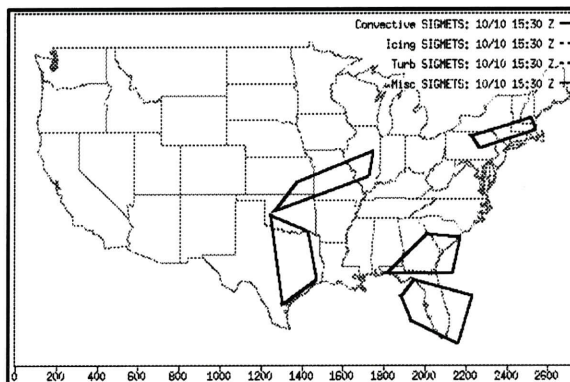 Convective SIGMETS: 10/10 15:30 Z
Icing SIGMETS: 10/10 15:30 Z
Turb SIGMETS: 10/10 15:30 Z
Misc SIGMETS: 10/10 15:30 Z
0 200 400 600 800 1000 1200 1400 1600 1800 2000 2200 2400 2600